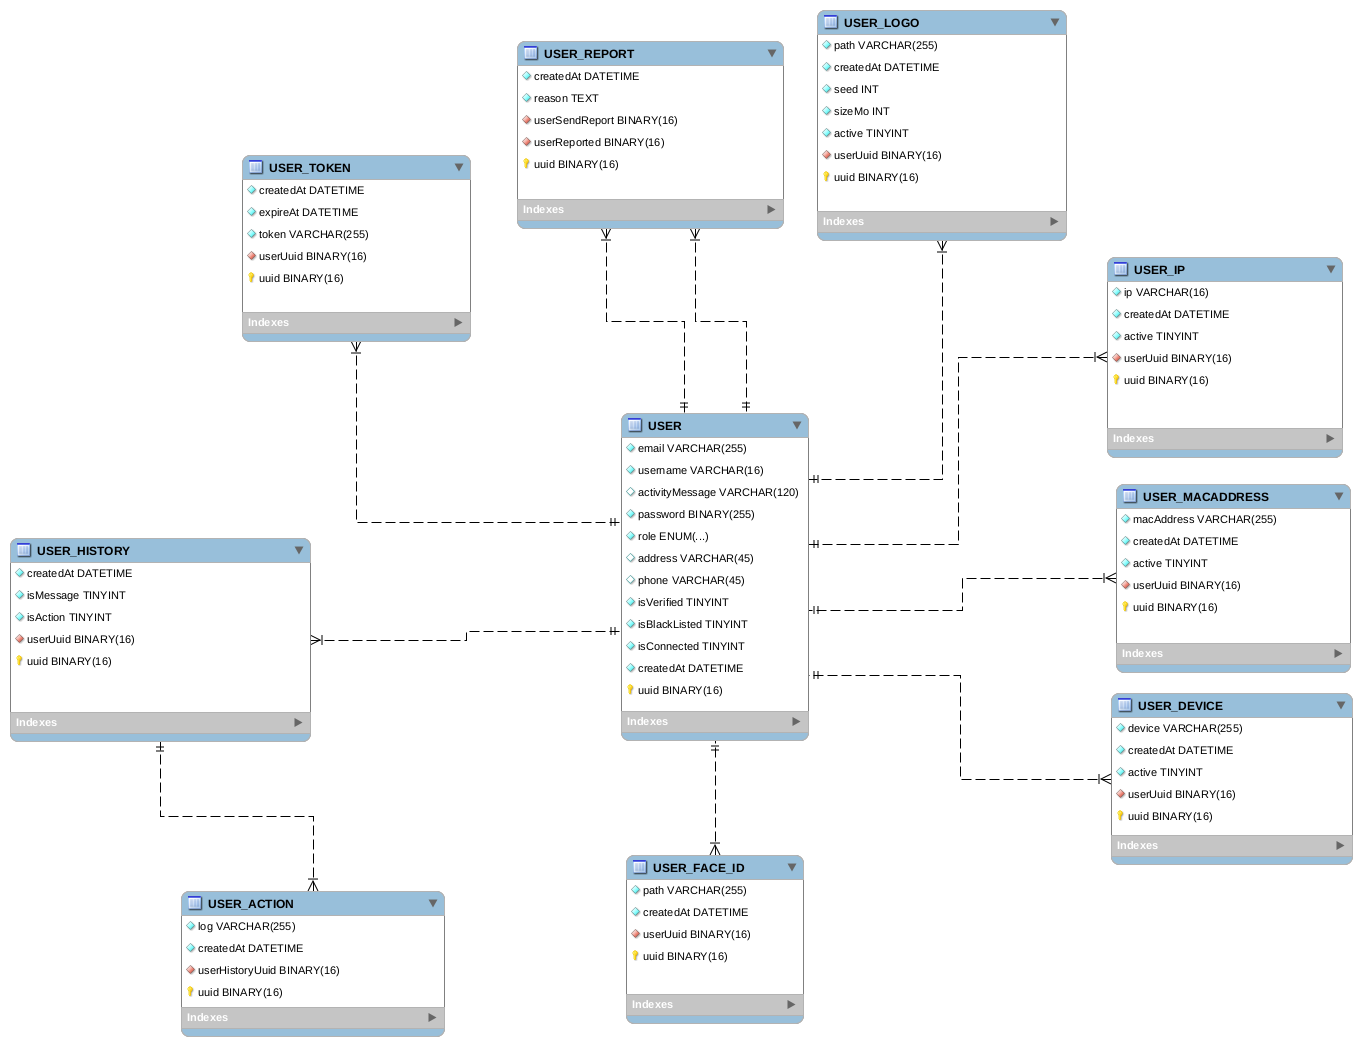 USER_LOGO
path VARCHAR(255)
createdAt DATETIME
seed INT
sizeMo INT
active TINYINT
userUuid BINARY(16)
uuid BINARY(16)
Indexes
USER_REPORT
createdAt DATETIME
reason TEXT
userSendReport BINARY(16)
userReported BINARY(16)
uuid BINARY(16)
Indexes
USER_TOKEN
createdAt DATETIME
expireAt DATETIME
token VARCHAR(255)
userUuid BINARY(16)
uuid BINARY(16)
Indexes
USER_IP
ip VARCHAR(16)
createdAt DATETIME
active TINYINT
userUuid BINARY(16)
uuid BINARY(16)
Indexes
USER
email VARCHAR(255)
username VARCHAR(16)
activityMessage VARCHAR(120)
password BINARY(255)
role ENUM(...)
address VARCHAR(45)
phone VARCHAR(45)
isVerified TINYINT
isBlackListed TINYINT
isConnected TINYINT
createdAt DATETIME
uuid BINARY(16)
Indexes
USER_MACADDRESS
macAddress VARCHAR(255)
createdAt DATETIME
active TINYINT
userUuid BINARY(16)
uuid BINARY(16)
Indexes
USER_HISTORY
createdAt DATETIME
isMessage TINYINT
isAction TINYINT
userUuid BINARY(16)
uuid BINARY(16)
Indexes
USER_DEVICE
device VARCHAR(255)
createdAt DATETIME
active TINYINT
userUuid BINARY(16)
uuid BINARY(16)
Indexes
USER_FACE_ID
path VARCHAR(255)
createdAt DATETIME
userUuid BINARY(16)
uuid BINARY(16)
Indexes
USER_ACTION
log VARCHAR(255)
createdAt DATETIME
userHistoryUuid BINARY(16)
uuid BINARY(16)
Indexes